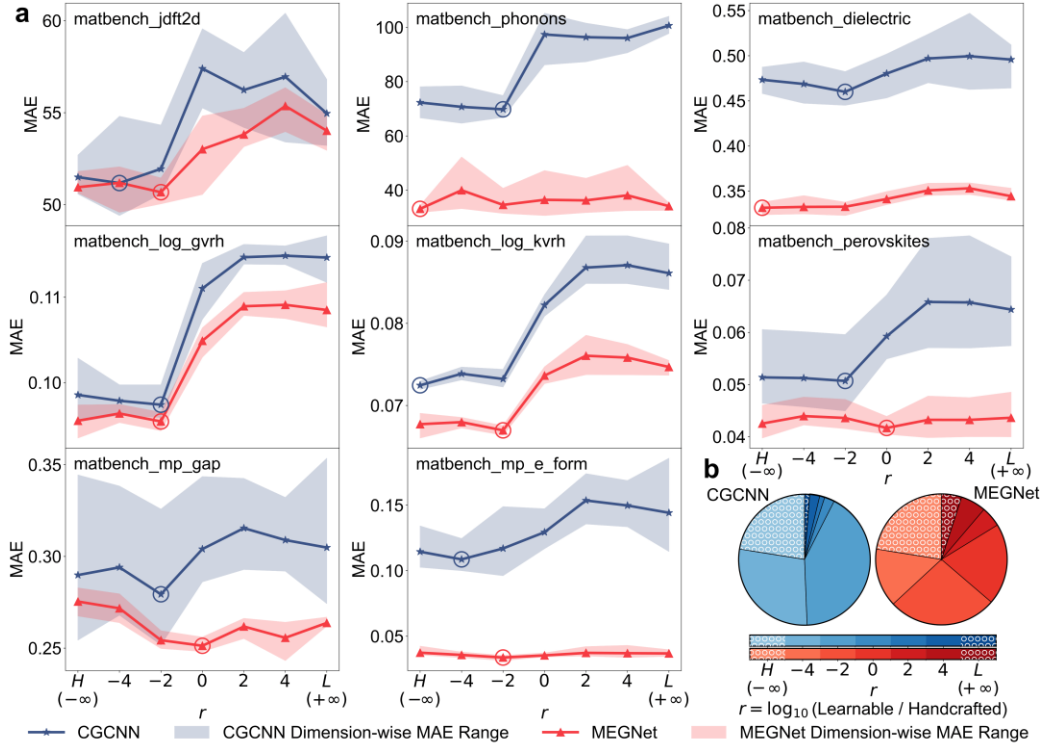 a
matbench_jdft2d
MAE
60
55
50
matbench_phonons
MAE
100
80
60
40
matbench_dielectric
MAE
0.50
0.45
0.40
0.35
0.30
matbench_log_gvrh
MAE
0.11
0.10
matbench_log_kvrh
MAE
0.09
0.08
0.07
matbench_perovskites
MAE
0.08
0.07
0.06
0.05
0.04
H −4 −2 0 2 4 L
(−∞) r (+∞)
matbench_mp_gap
MAE
0.35
0.30
0.25
H −4 −2 0 2 4 L
(−∞) (+∞)
r
matbench_mp_e_form
MAE
0.15
0.10
0.05
H −4 −2 0 2 4 L
(−∞) (+∞)
r
b
CGCNN
MEGNet
H −4 −2 0 2 4 L
(−∞) r (+∞)
r = log10 (Learnable / Handcrafted)
CGCNN CGCNN Dimension-wise MAE Range MEGNet MEGNet Dimension-wise MAE Range